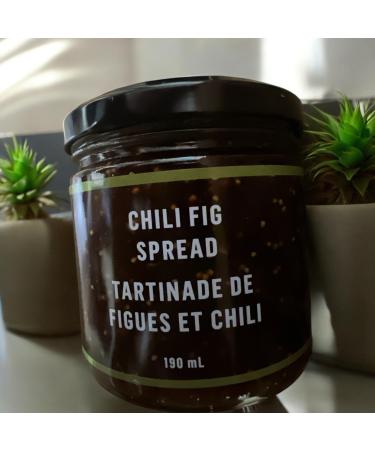 CHILI FIG
SPREAD
TARTINADE DE
FIGUES ET CHILI
190 mL